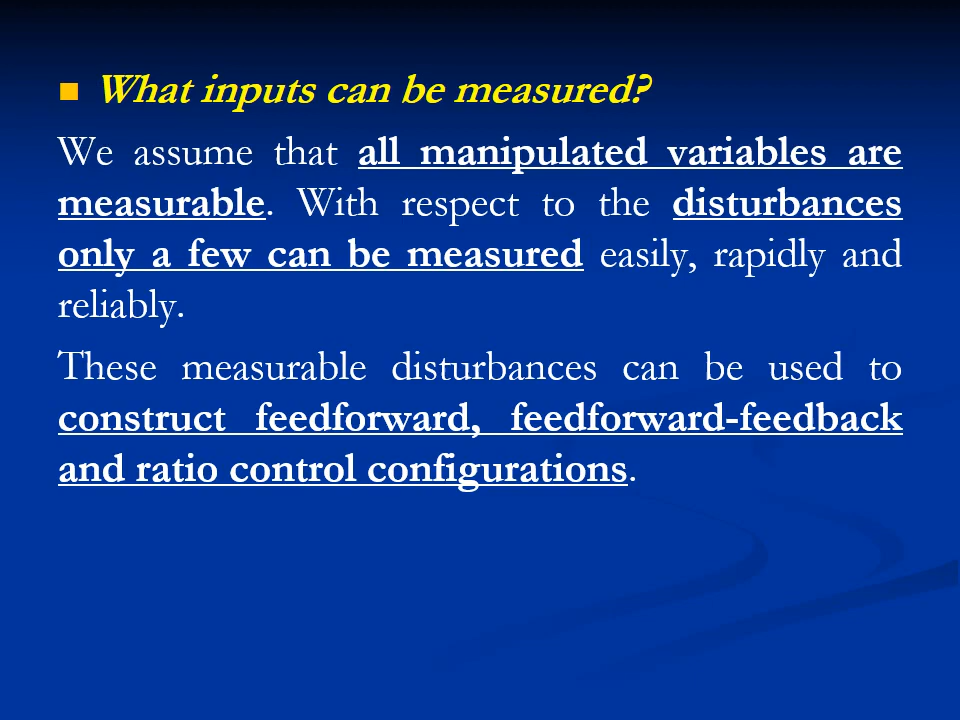 What inputs can be measured?
We assume that all manipulated variables are
measurable. With respect to the disturbances
only a few can be measured easily, rapidly and
reliably.
These measurable disturbances can be used to
construct feedforward, feedforward-feedback
and ratio control configurations.